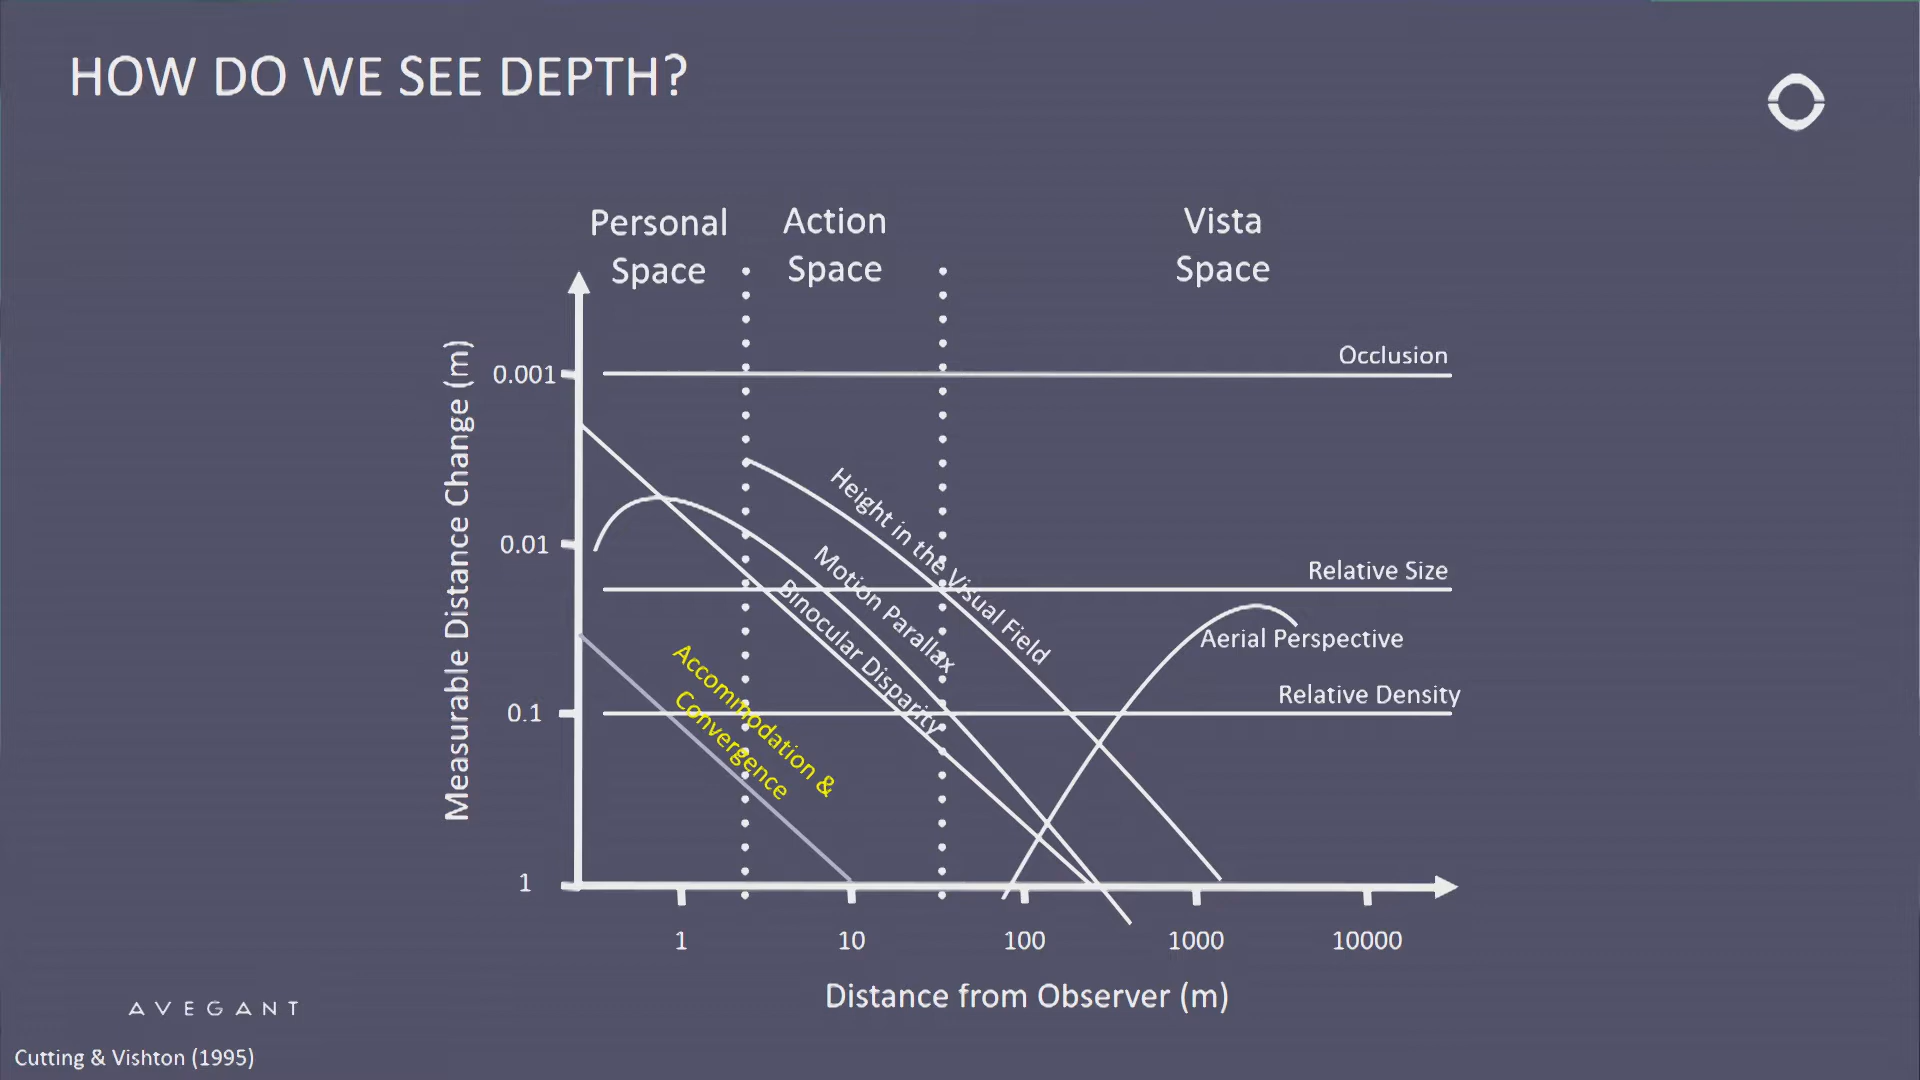 HOW DO WE SEE DEPTH?
Personal
Space
Action
Space
Vista
Space
Measurable Distance Change (m)
0.001
0.01
0.1
1
Occlusion
Height in the Visual Field
Motion Parallax
Binocular Disparity
Relative Size
Aerial Perspective
Accommodation &
Convergence
Relative Density
1
10
100
1000
10000
Distance from Observer (m)
AVEGANT
Cutting & Vishton (1995)